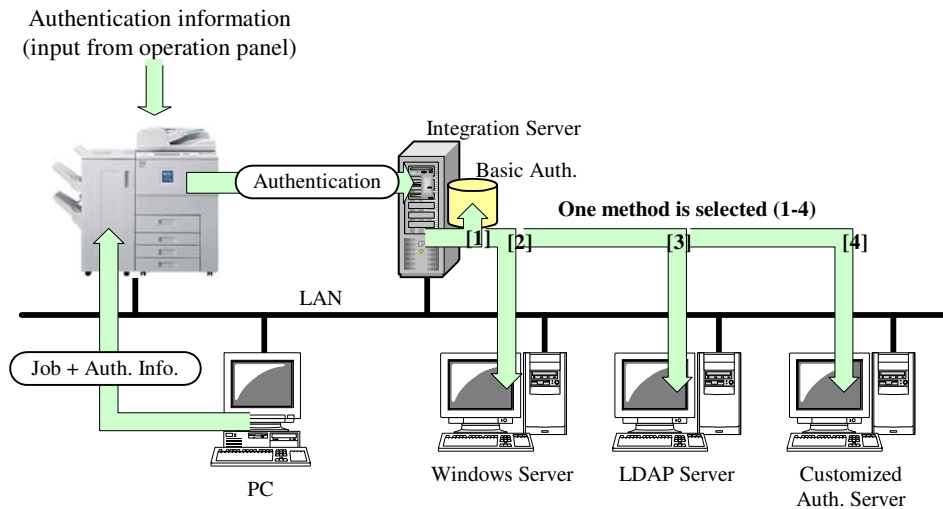 Authentication information
(input from operation panel)
Integration Server
Basic Auth.
Authentication
One method is selected (1-4)
[1]
[2]
[3]
[4]
LAN
Job + Auth. Info.
PC
Windows Server
LDAP Server
Customized
Auth. Server